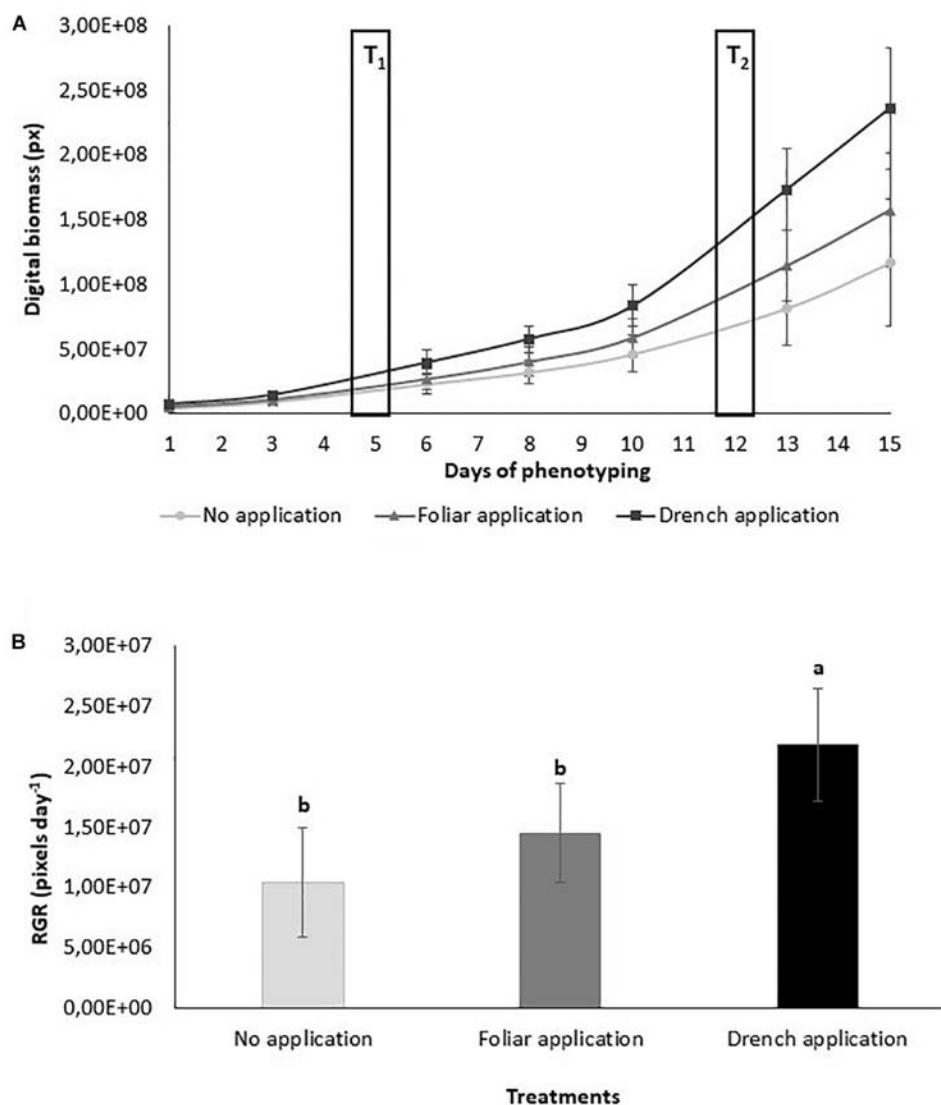 A
3,00E+08
2,50E+08
2,00E+08
1,50E+08
1,00E+08
5,00E+07
0,00E+00
Digital biomass (px)
T1
T2
1 2 3 4 5 6 7 8 9 10 11 12 13 14 15
Days of phenotyping
No application Foliar application Drench application
B
3,00E+07
2,50E+07
2,00E+07
1,50E+07
1,00E+07
5,00E+06
0,00E+00
RGR (pixels day-1)
b
b
a
No application Foliar application Drench application
Treatments